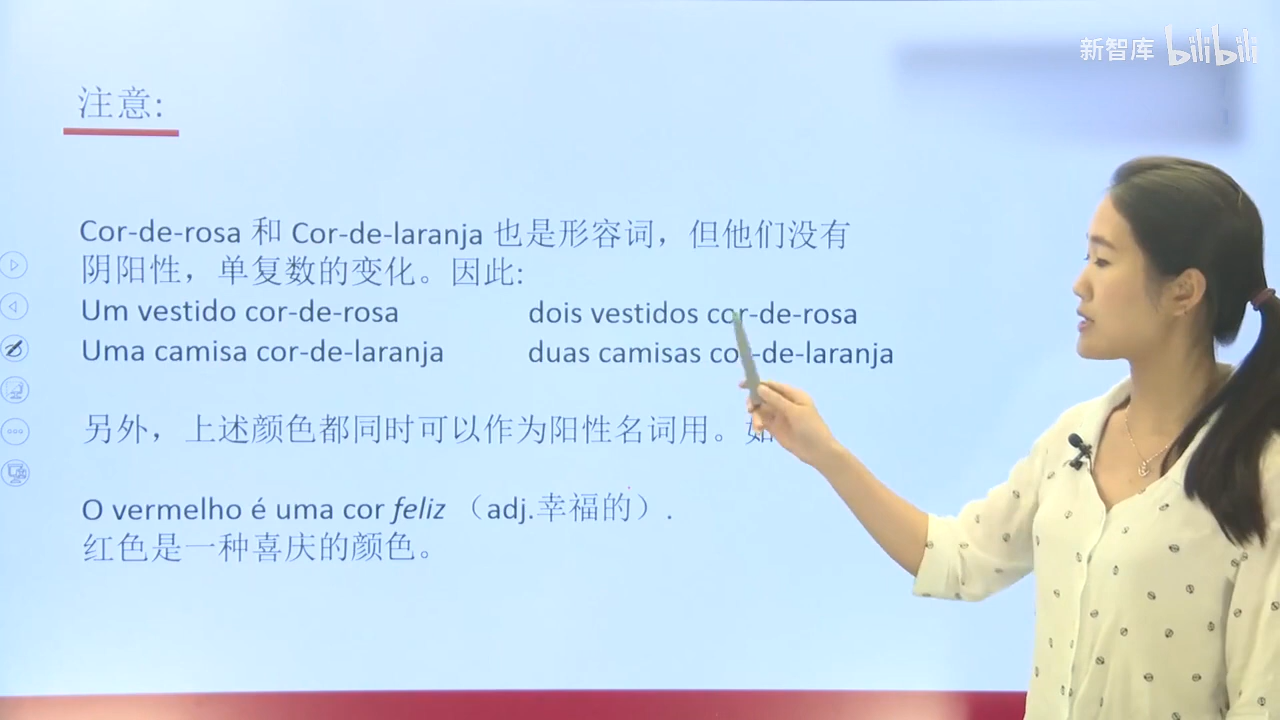 新智库 bilibili
注意:
Cor-de-rosa 和 Cor-de-laranja 也是形容词，但他们没有
阴阳性，单复数的变化。因此:
Um vestido cor-de-rosa dois vestidos cor-de-rosa
Uma camisa cor-de-laranja duas camisas cor-de-laranja
另外，上述颜色都同时可以作为阳性名词用。如
O vermelho é uma cor feliz （adj.幸福的）.
红色是一种喜庆的颜色。